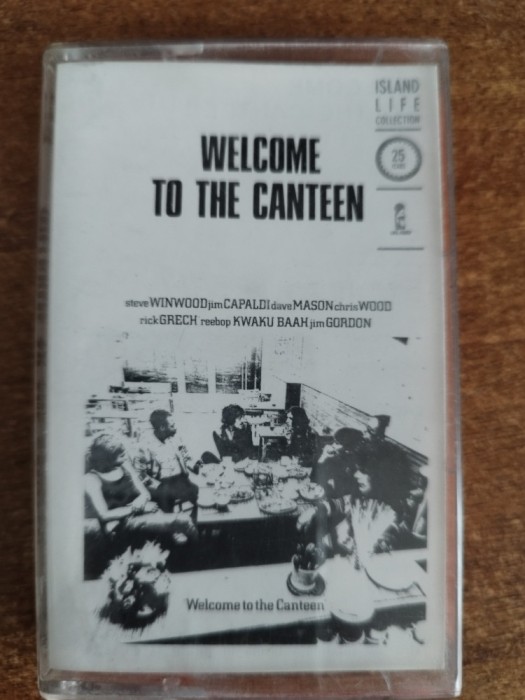 ISLAND
LIFE
COLLECTION
25
WELCOME
TO THE CANTEEN
steve WINWOOD jim CAPALDI dave MASON chris WOOD
rick GRECH reebop KWAKU BAAH jim GORDON
Welcome to the Canteen